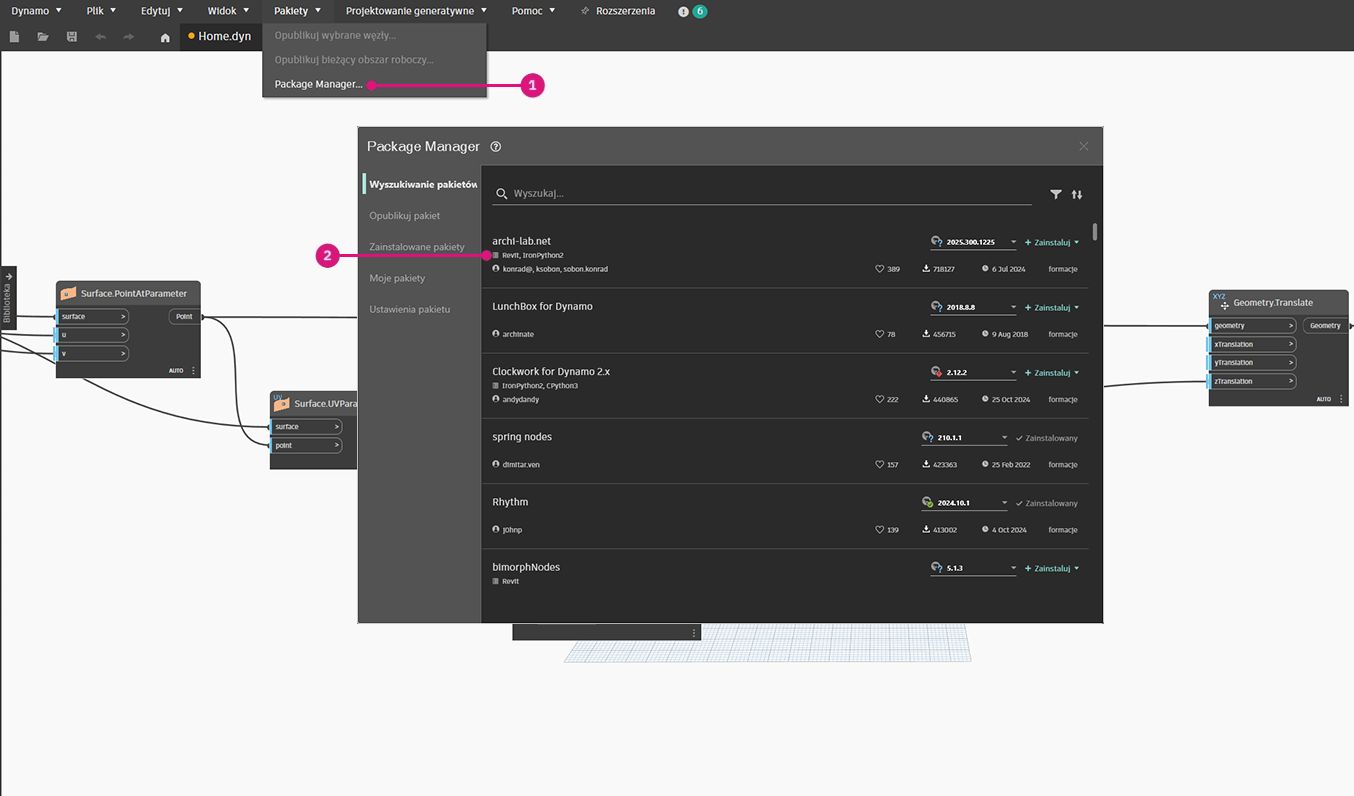 Dynamo Plik Edytuj Widok Pakiety Projektowanie generatywne Pomoc Rozszerzenia 6
Home.dyn
Opublikuj wybrane węzły...
Opublikuj bieżący obszar roboczy...
Package Manager...
1
Package Manager
Wyszukiwanie pakietów
Opublikuj pakiet
Zainstalowane pakiety
Moje pakiety
Ustawienia pakietu
2
Wyszukaj...
archi-lab.net 2025.300.1225 + Zainstaluj
Revit, IronPython2
konrad@, ksobon, sobon.konrad 389 718127 6 Jul 2024 formacje
LunchBox for Dynamo 2018.8.8 + Zainstaluj
archinate 78 456715 9 Aug 2018 formacje
Clockwork for Dynamo 2.x 2.12.2 + Zainstaluj
IronPython2, CPython3
andydandy 222 440865 25 Oct 2024 formacje
spring nodes 210.1.1 Zainstalowany
dimitar.ven 157 423363 25 Feb 2022 formacje
Rhythm 2024.10.1 Zainstalowany
j0hnp 139 413002 4 Oct 2024 formacje
bimorphNodes 5.1.3 + Zainstaluj
Revit
Biblioteka
Surface.PointAtParameter
surface > Point
u >
v >
AUTO
UV
Surface.UVPara
surface >
point >
XYZ
Geometry.Translate
geometry > Geometry
xTranslation >
yTranslation >
zTranslation >
AUTO